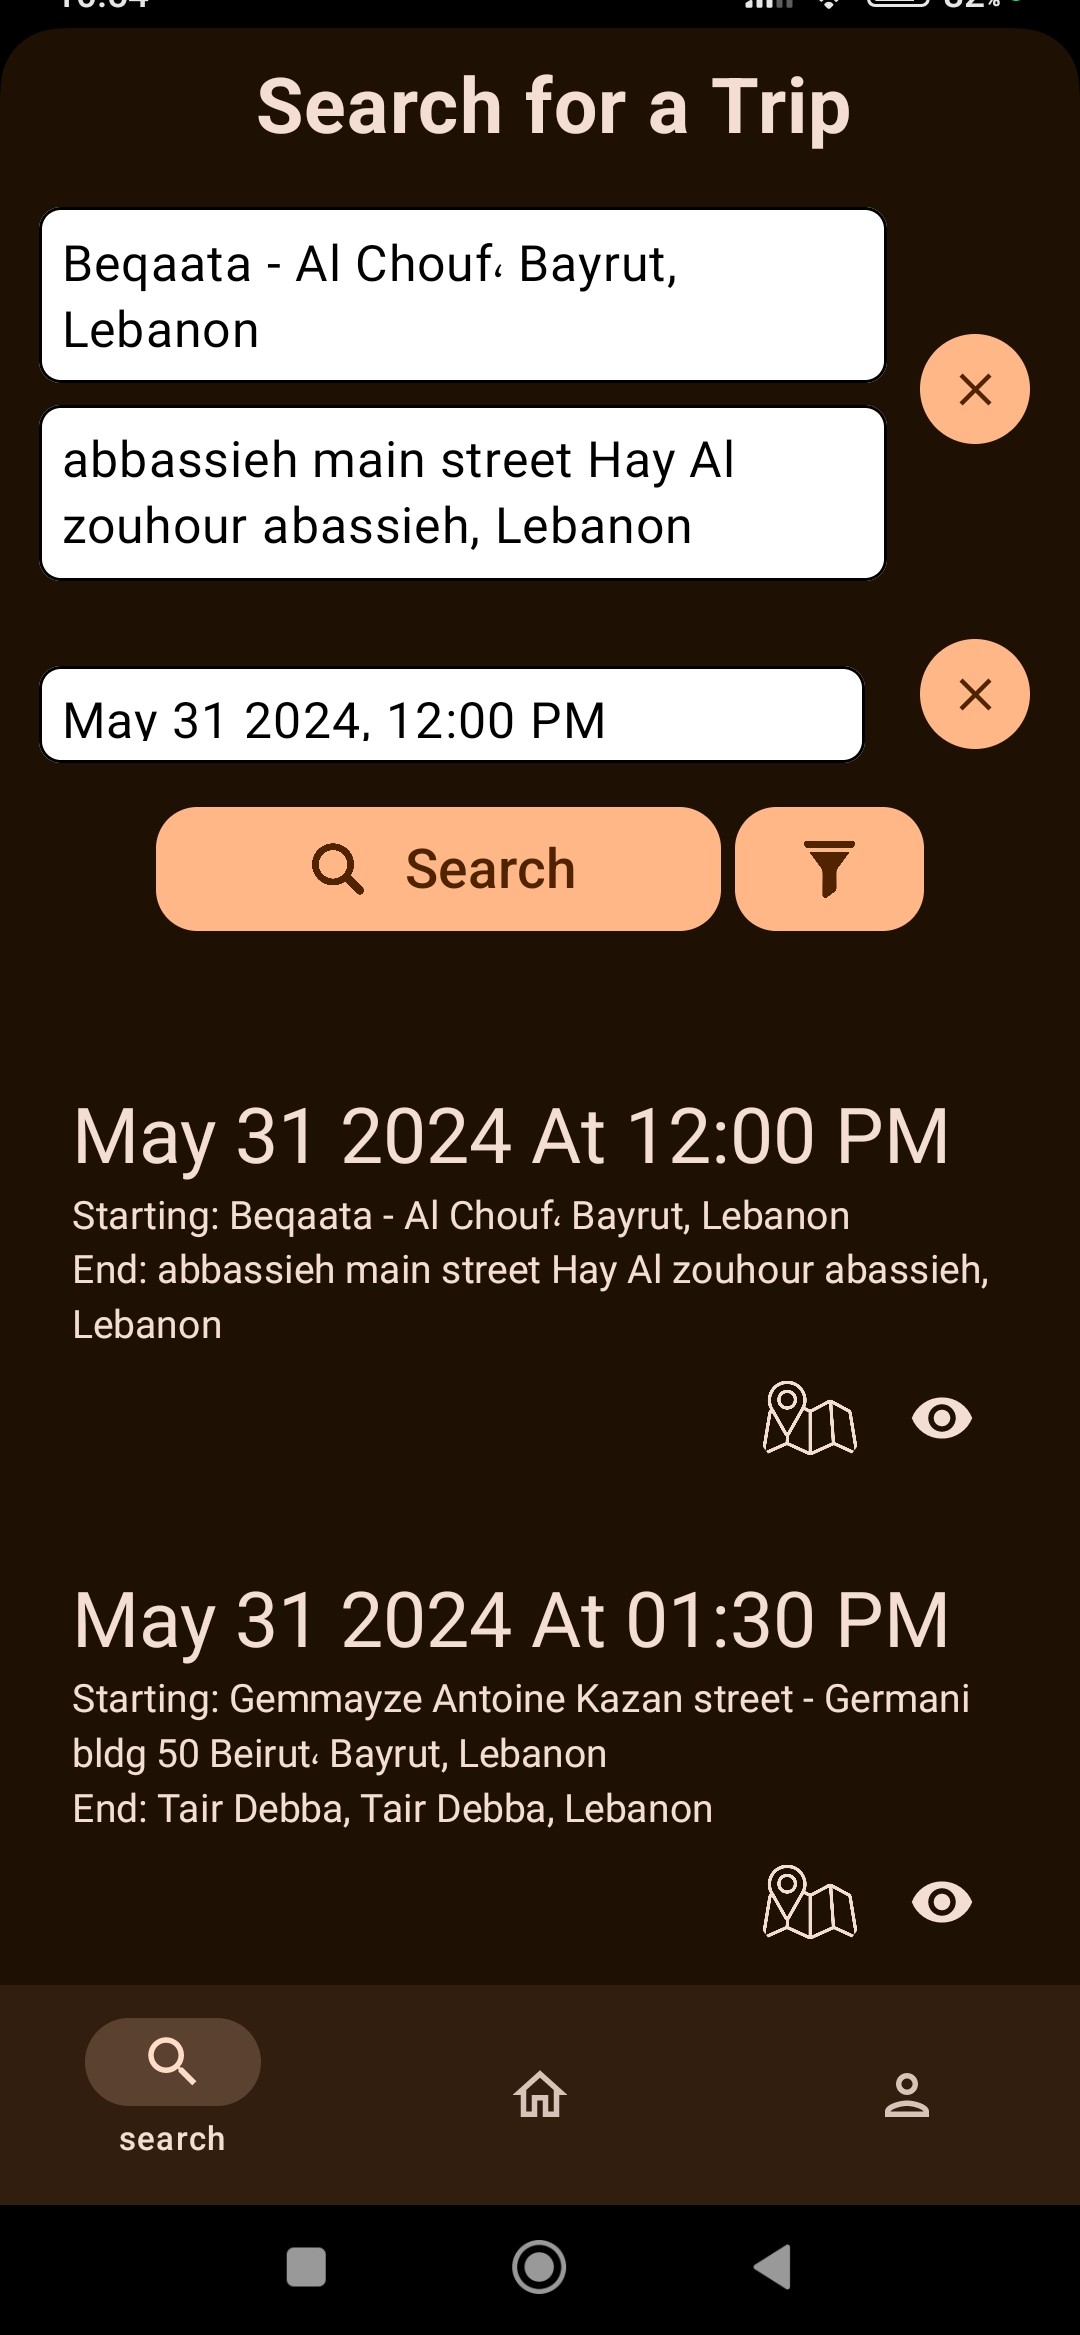 Search for a Trip
Beqaata - Al Chouf، Bayrut,
Lebanon
abbassieh main street Hay Al
zouhour abassieh, Lebanon
May 31 2024, 12:00 PM
Search
May 31 2024 At 12:00 PM
Starting: Beqaata - Al Chouf، Bayrut, Lebanon
End: abbassieh main street Hay Al zouhour abassieh,
Lebanon
May 31 2024 At 01:30 PM
Starting: Gemmayze Antoine Kazan street - Germani
bldg 50 Beirut، Bayrut, Lebanon
End: Tair Debba, Tair Debba, Lebanon
search